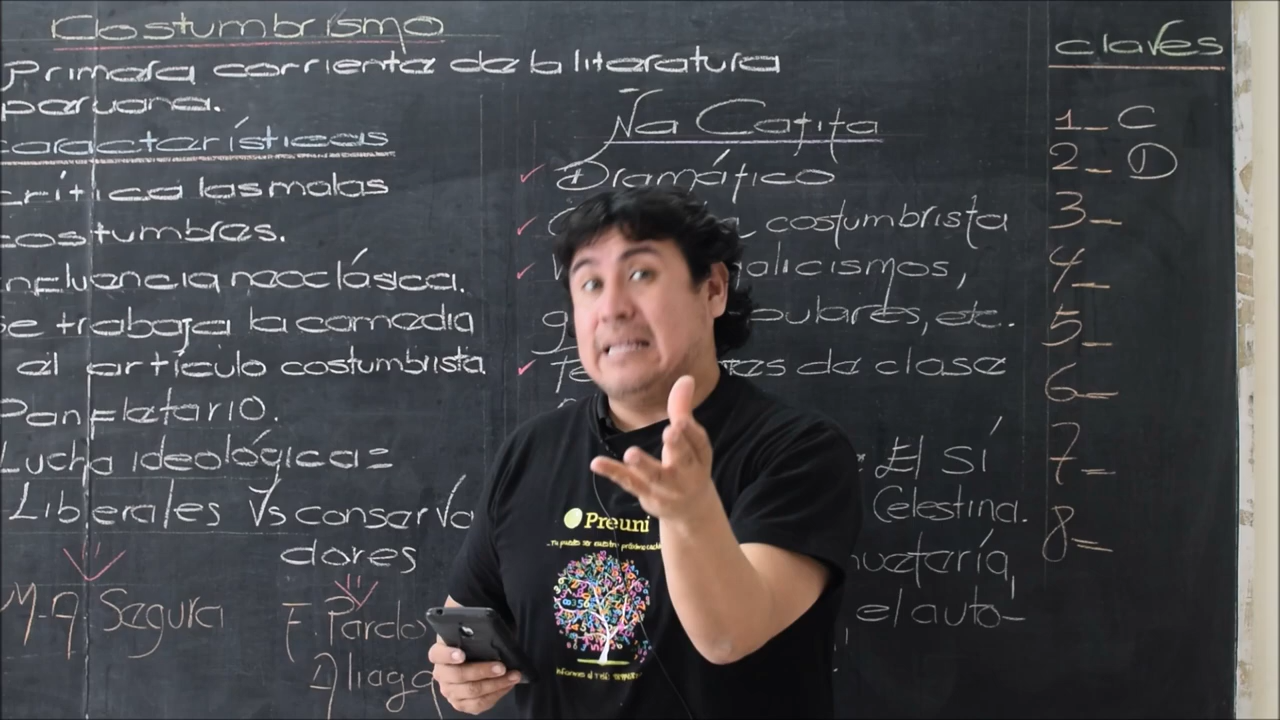 Costumbrismo
Primera corriente de la literatura
peruana.
características
crítica las malas
costumbres.
influencia neoclásica.
se trabaja la comedia
el artículo costumbrista
Panfletario.
Lucha ideológica=
Liberales Vs conserva
dores
M.A Segura
F. Pardo
Aliaga
Ña Catita
Dramático
costumbrista
popular
ulares, etc.
de clase
El sí
Celestina.
el auto-
claves
1_ C
2_ D
3_
4_
5_
6_
7_
8_
Preuni